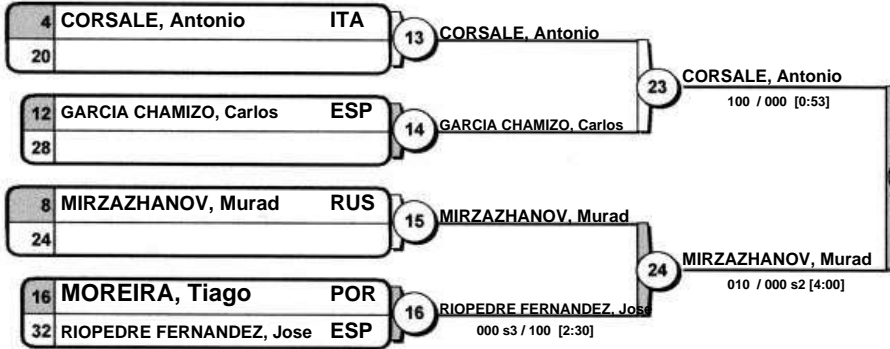 4 CORSALE, Antonio ITA
20
13
CORSALE, Antonio
12 GARCIA CHAMIZO, Carlos ESP
28
14
GARCIA CHAMIZO, Carlos
23
CORSALE, Antonio
100 / 000 [0:53]
8 MIRZAZHANOV, Murad RUS
24
15
MIRZAZHANOV, Murad
16 MOREIRA, Tiago POR
32 RIOPEDRE FERNANDEZ, Jose ESP
16
RIOPEDRE FERNANDEZ, Jose
000 s3 / 100 [2:30]
24
MIRZAZHANOV, Murad
010 / 000 s2 [4:00]